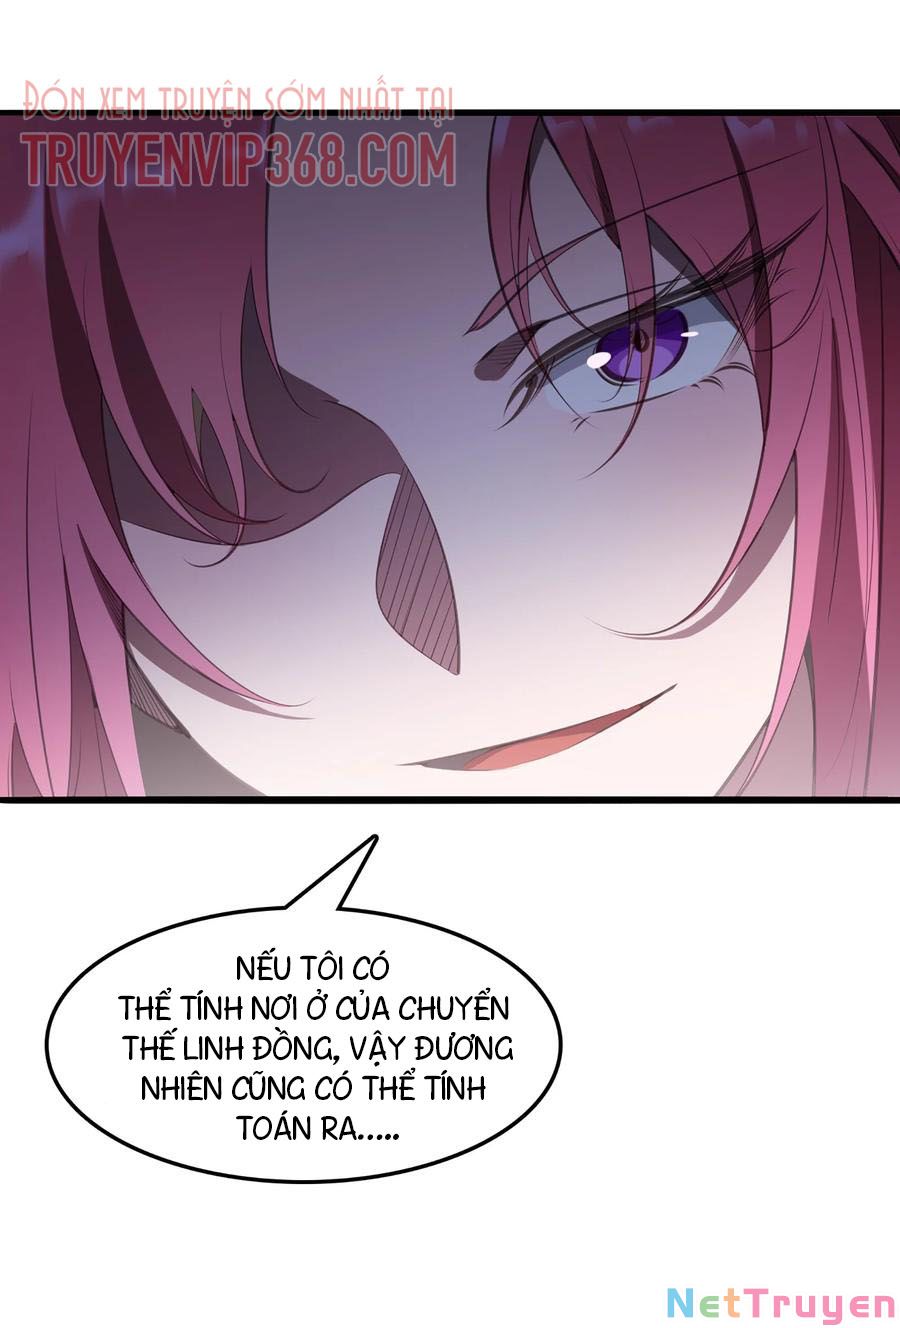 ĐÓN XEM TRUYỆN SỚM NHẤT TẠI
TRUYENVIP368.COM
NẾU TÔI CÓ
THỂ TÍNH NƠI Ở CỦA CHUYỂN
THẾ LINH ĐỒNG, VẬY ĐƯƠNG
NHIÊN CŨNG CÓ THỂ TÍNH
TOÁN RA.....
NetTruyen